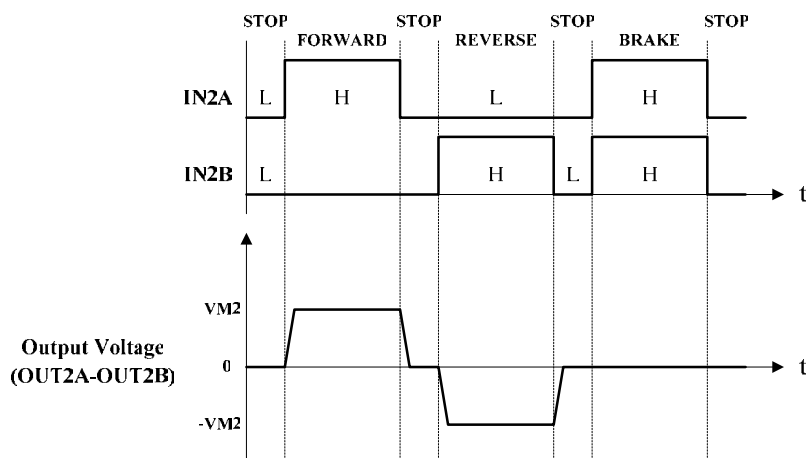 STOP STOP STOP STOP
FORWARD REVERSE BRAKE
IN2A L H L H
IN2B L H L H
t
VM2
Output Voltage
(OUT2A-OUT2B)
0
t
-VM2